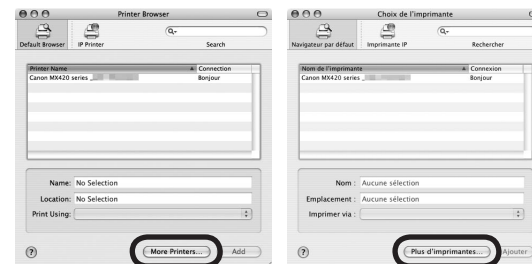 Printer Browser
Default Browser
IP Printer
Search
Printer Name
Connection
Canon MX420 series _
Bonjour
Name: No Selection
Location: No Selection
Print Using:
?
More Printers...
Add
Choix de l'imprimante
Navigateur par défaut
Imprimante IP
Rechercher
Nom de l'imprimante
Connexion
Canon MX420 series _
Bonjour
Nom : Aucune sélection
Emplacement : Aucune sélection
Imprimer via :
?
Plus d'imprimantes...
Ajouter